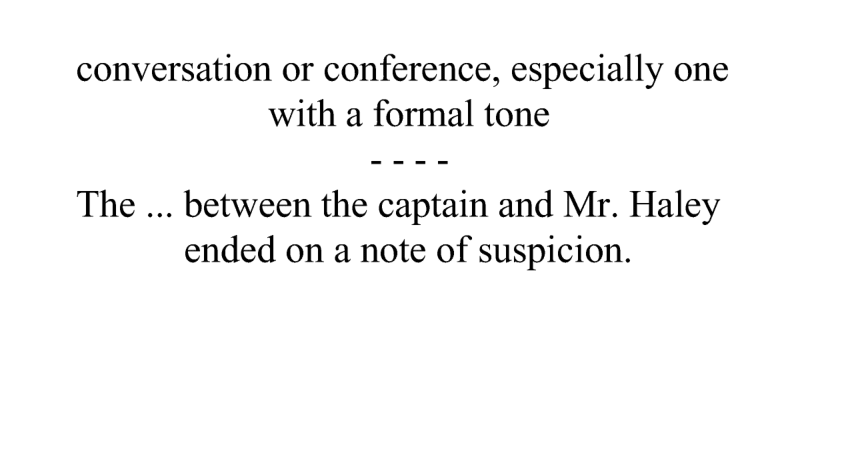 conversation or conference, especially one
with a formal tone
- - - -
The ... between the captain and Mr. Haley
ended on a note of suspicion.